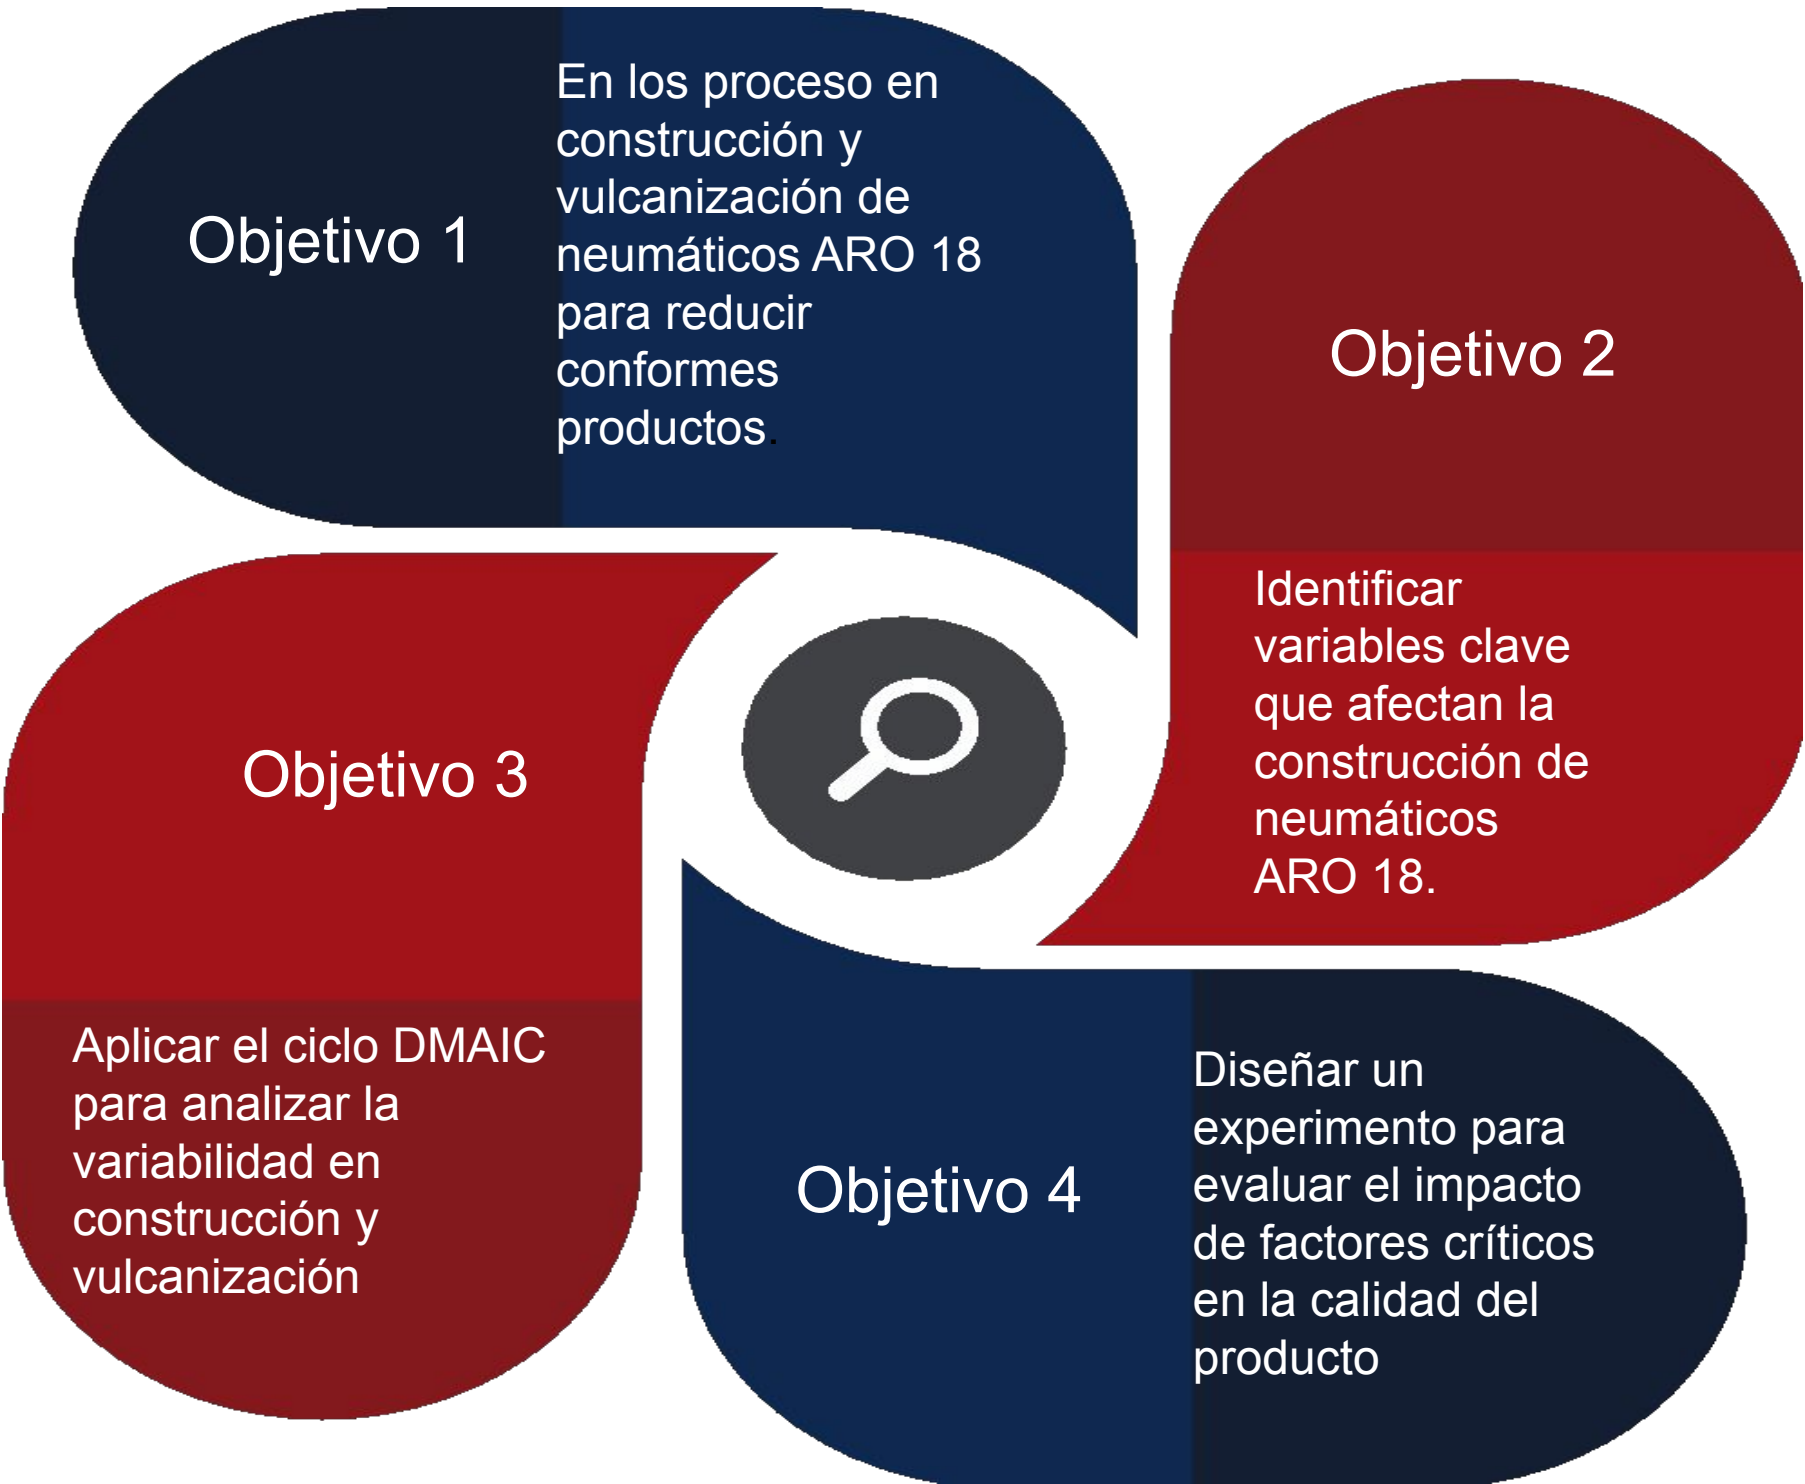 Objetivo 1
En los proceso en
construcción y
vulcanización de
neumáticos ARO 18
para reducir
conformes
productos.
Objetivo 2
Identificar
variables clave
que afectan la
construcción de
neumáticos
ARO 18.
Objetivo 3
Aplicar el ciclo DMAIC
para analizar la
variabilidad en
construcción y
vulcanización
Objetivo 4
Diseñar un
experimento para
evaluar el impacto
de factores críticos
en la calidad del
producto